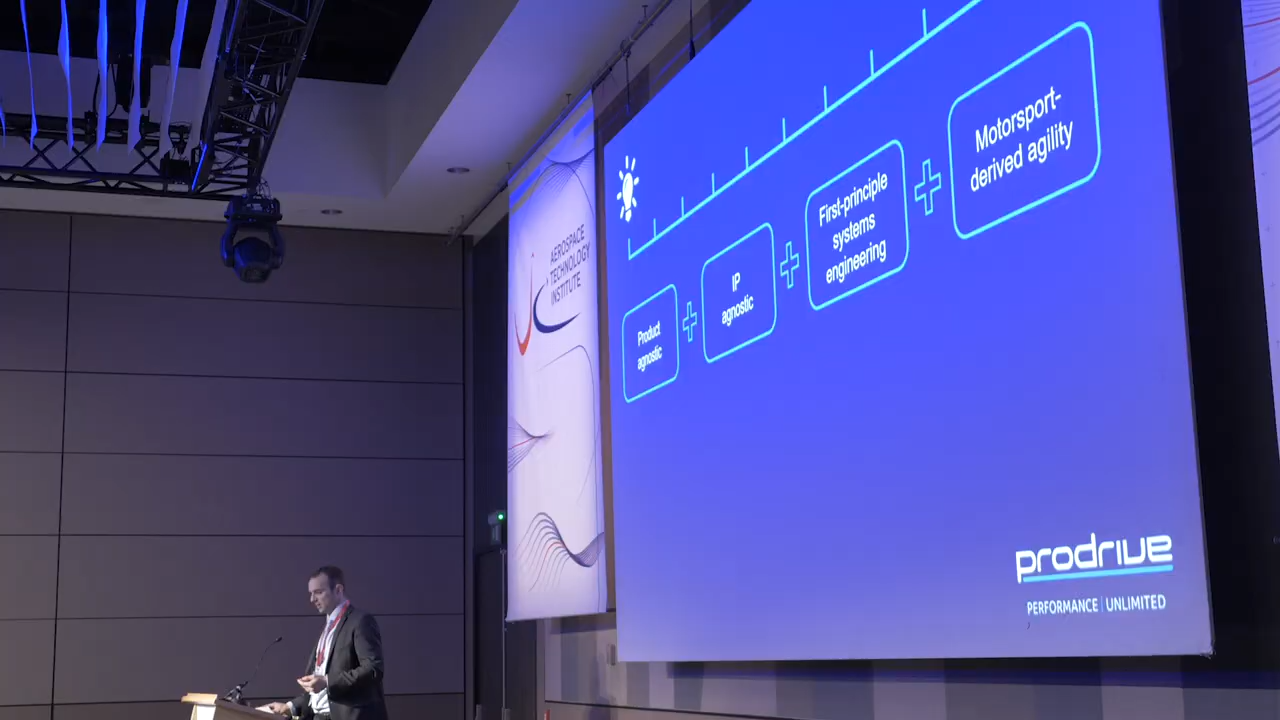 AEROSPACE
TECHNOLOGY
INSTITUTE
Product
agnostic
IP
agnostic
First-principle
systems
engineering
Motorsport-
derived agility
prodrive
PERFORMANCE | UNLIMITED